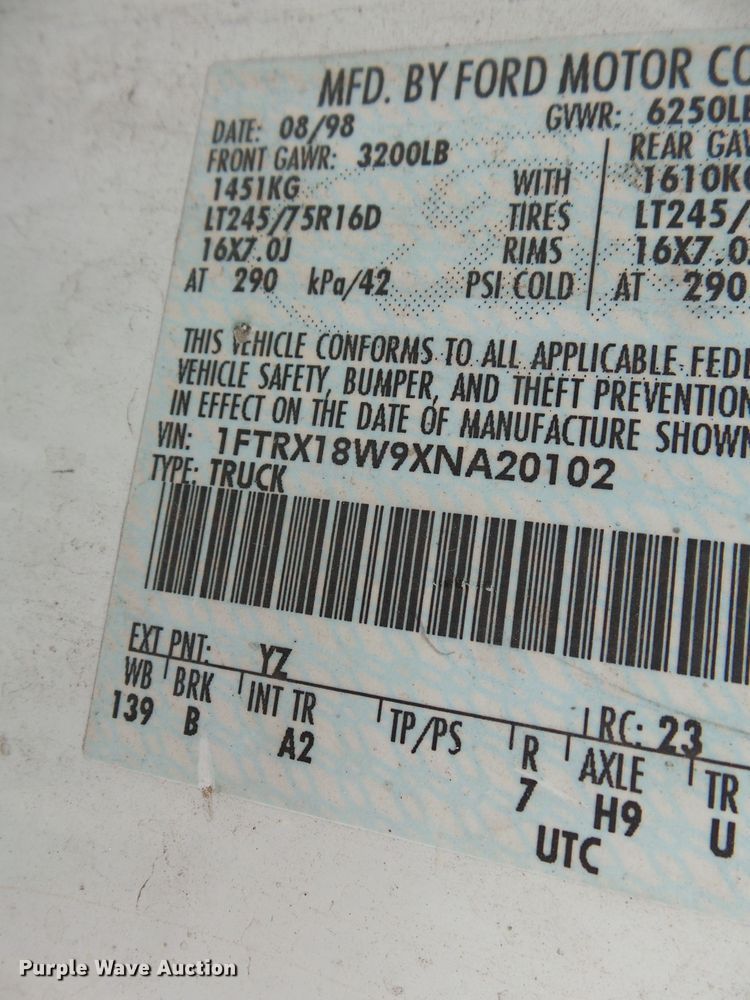 MFD. BY FORD MOTOR CO
DATE: 08/98 GVWR: 6250LB
FRONT GAWR: 3200LB REAR GAW
1451KG WITH 1610KG
LT245/75R16D TIRES LT245/
16X7.0J RIMS 16X7.0J
AT 290 kPa/42 PSI COLD AT 290
THIS VEHICLE CONFORMS TO ALL APPLICABLE FEDE
VEHICLE SAFETY, BUMPER, AND THEFT PREVENTION
IN EFFECT ON THE DATE OF MANUFACTURE SHOWN
VIN: 1FTRX18W9XNA20102
TYPE: TRUCK
EXT PNT: YZ RC: 23
WB BRK INT TR TP/PS R AXLE TR
139 B A2 7 H9 U
UTC
Purple Wave Auction